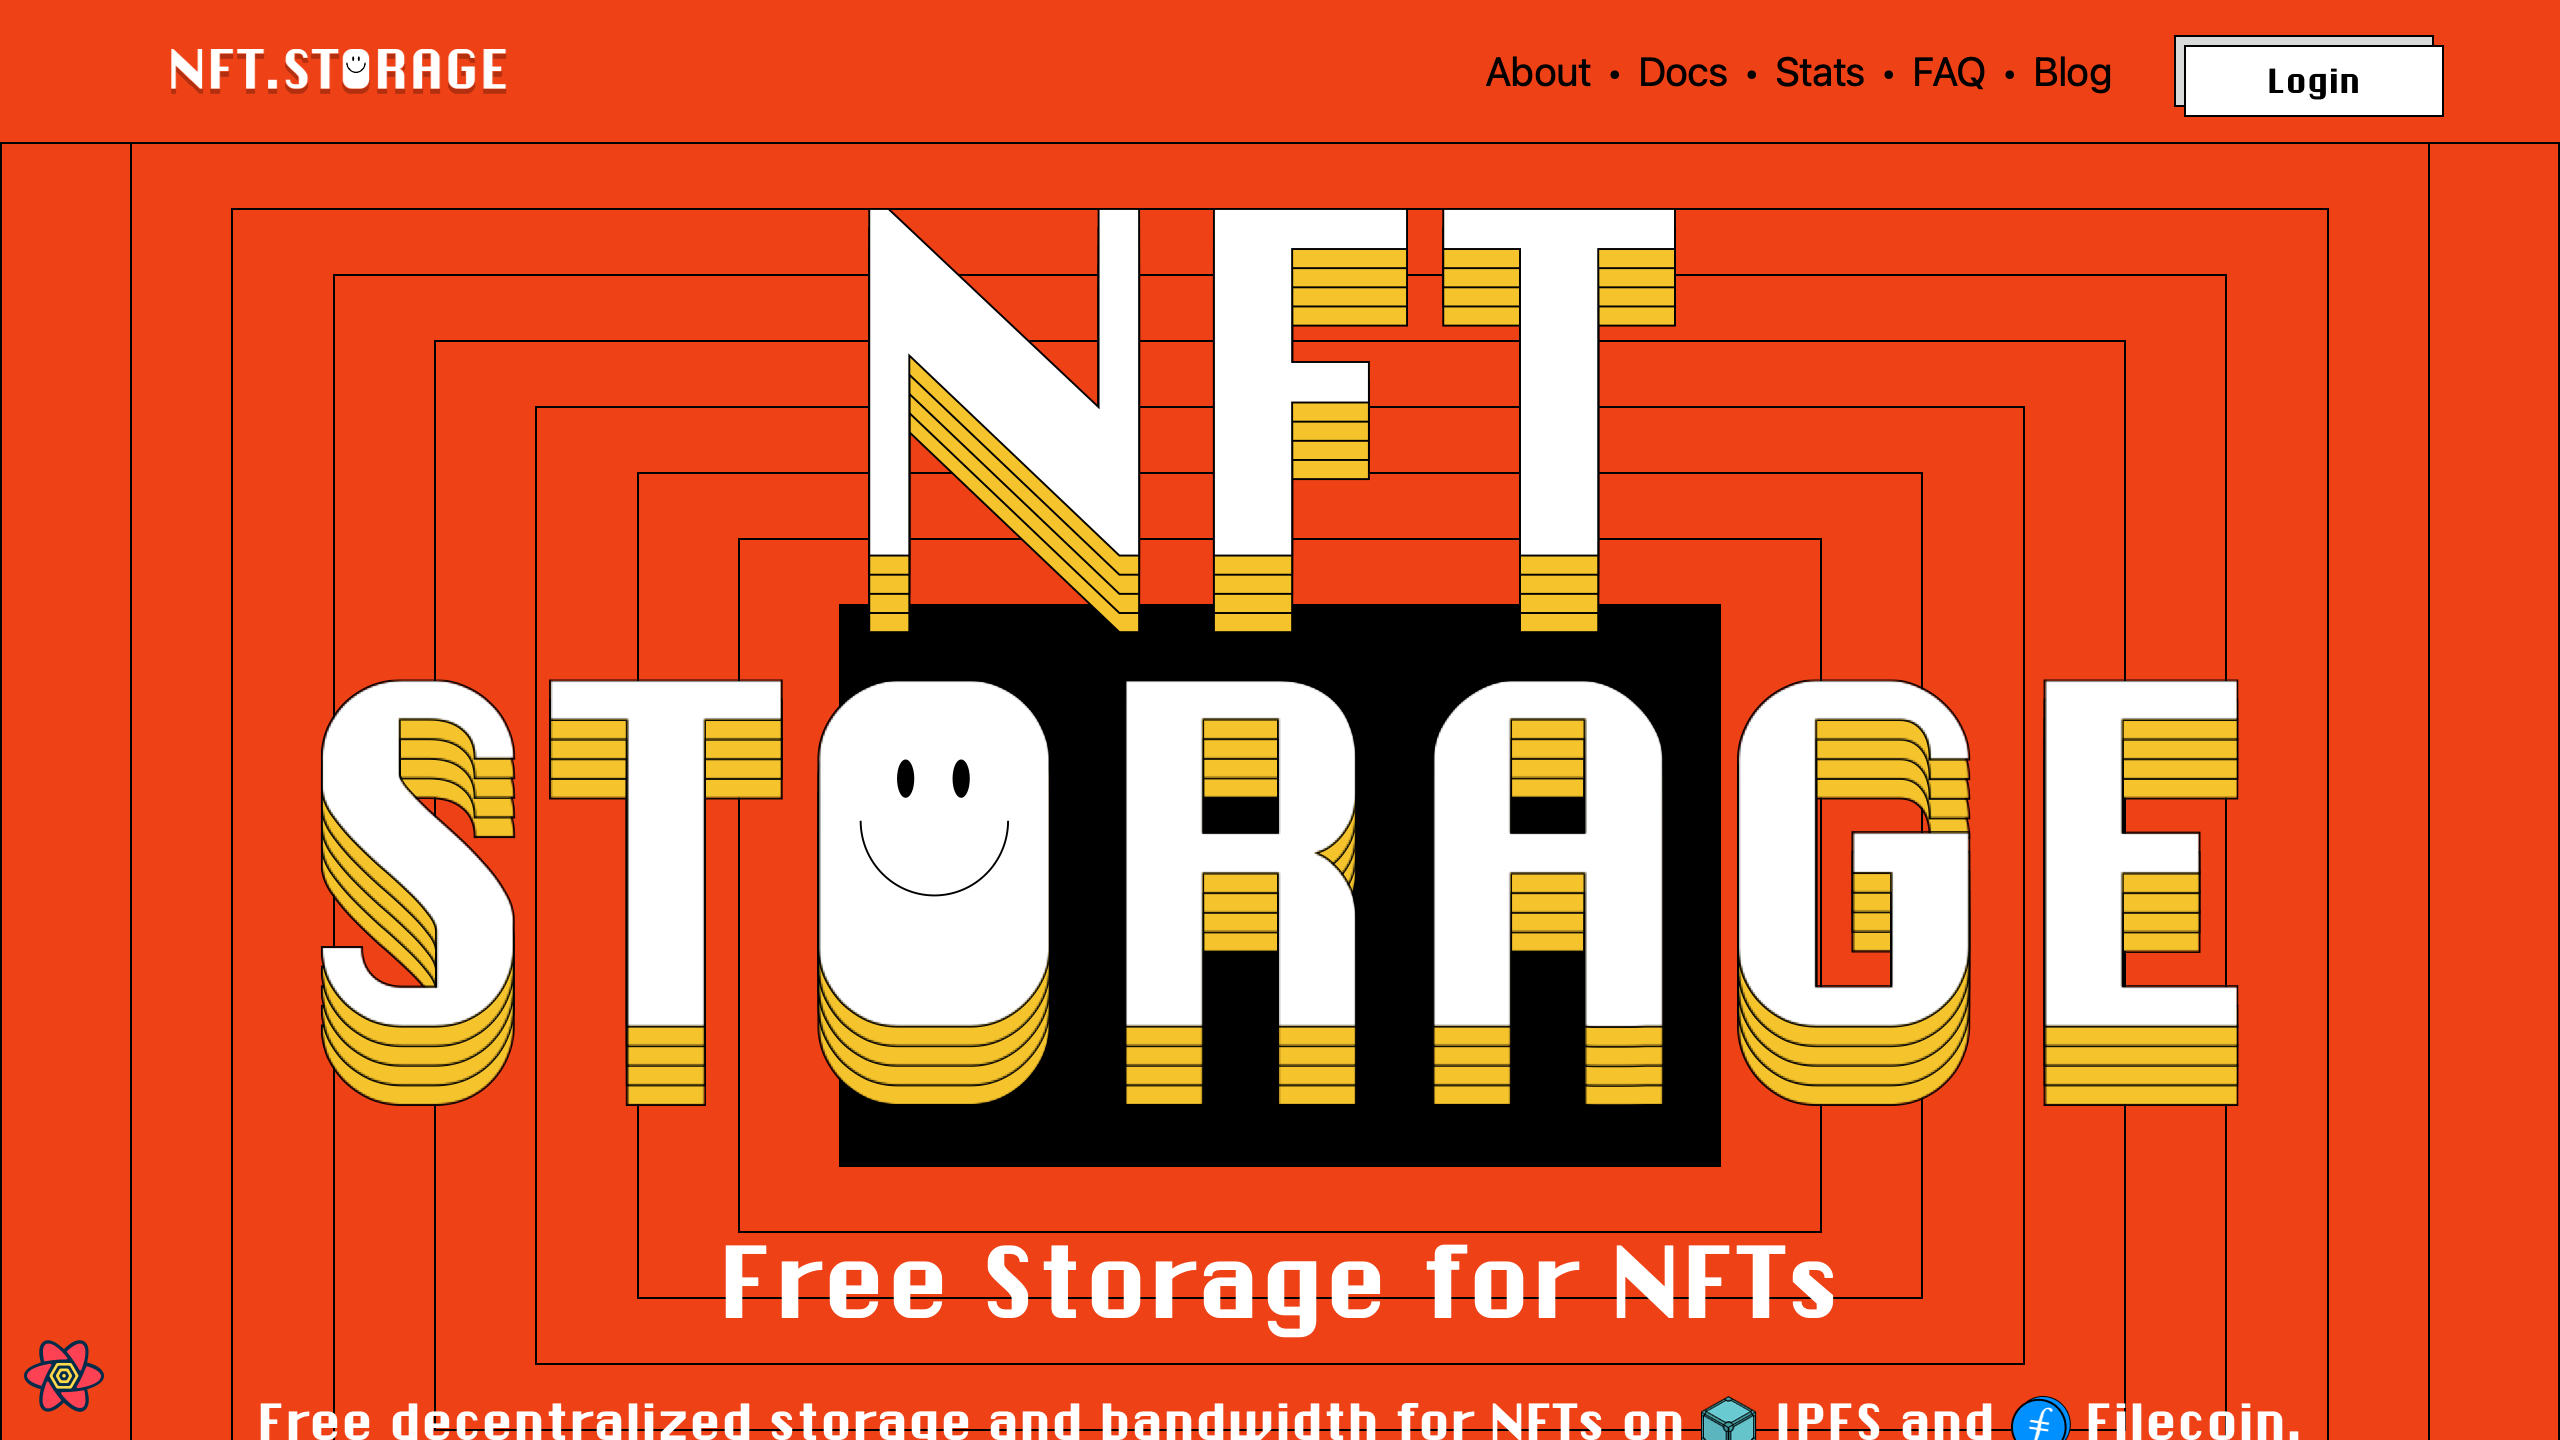 NFT.STORAGE
About • Docs • Stats • FAQ • Blog
Login
NFT
STORAGE
Free Storage for NFTs
Free decentralized storage and bandwidth for NFTs on IPFS and Filecoin.